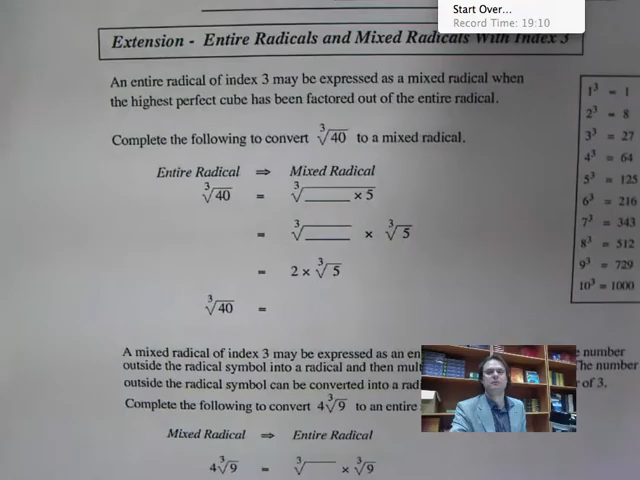 Start Over...
Record Time: 19:10
Extension - Entire Radicals and Mixed Radicals With Index 3
An entire radical of index 3 may be expressed as a mixed radical when
the highest perfect cube has been factored out of the entire radical.
Complete the following to convert ∛40 to a mixed radical.
Entire Radical ⇒ Mixed Radical
∛40 = ∛____ × 5
= ∛____ × ∛5
= 2 × ∛5
∛40 =
1³ = 1
2³ = 8
3³ = 27
4³ = 64
5³ = 125
6³ = 216
7³ = 343
8³ = 512
9³ = 729
10³ = 1000
A mixed radical of index 3 may be expressed as an en e number
outside the radical symbol into a radical and then mult The number
outside the radical symbol can be converted into a rad er of 3.
Complete the following to convert 4∛9 to an entire
Mixed Radical ⇒ Entire Radical
4∛9 = ∛____ × ∛9